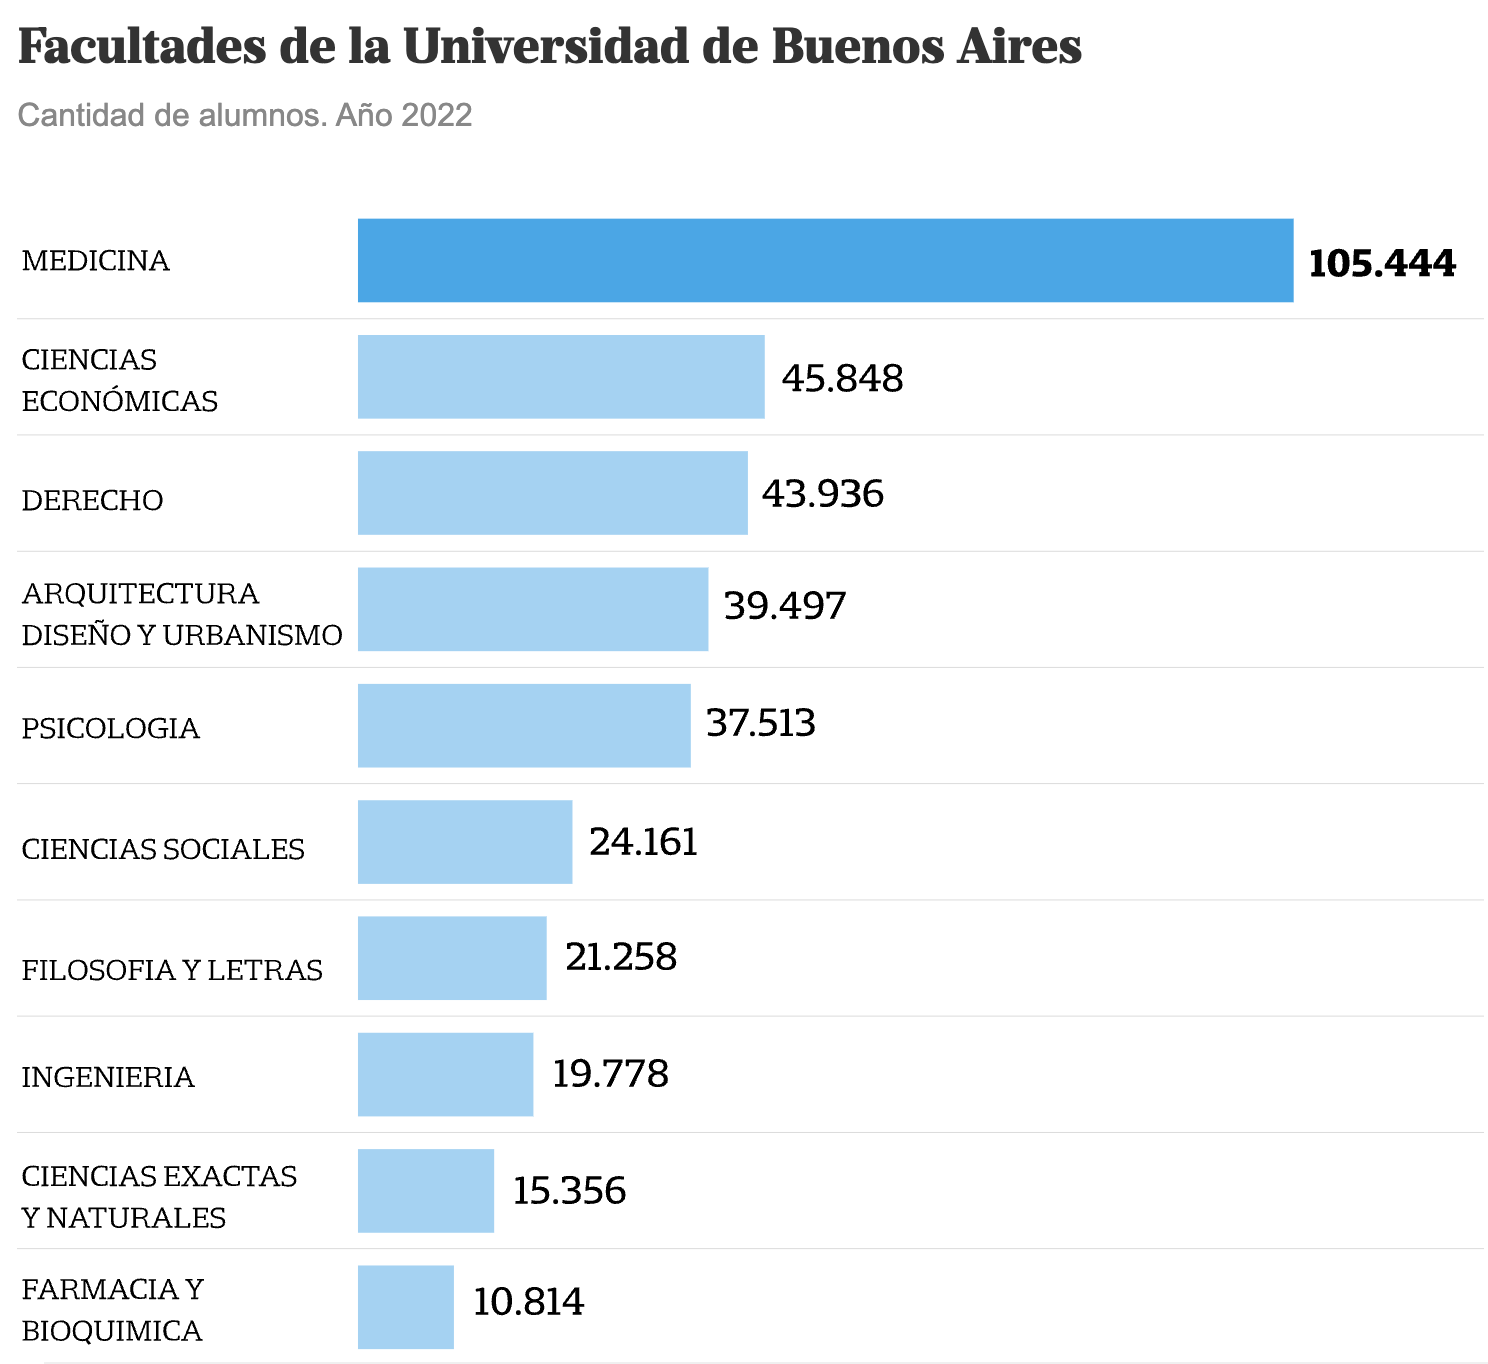 Facultades de la Universidad de Buenos Aires
Cantidad de alumnos. Año 2022
MEDICINA
105.444
CIENCIAS
ECONÓMICAS
45.848
DERECHO
43.936
ARQUITECTURA
DISEÑO Y URBANISMO
39.497
PSICOLOGIA
37.513
CIENCIAS SOCIALES
24.161
FILOSOFIA Y LETRAS
21.258
INGENIERIA
19.778
CIENCIAS EXACTAS
Y NATURALES
15.356
FARMACIA Y
BIOQUIMICA
10.814